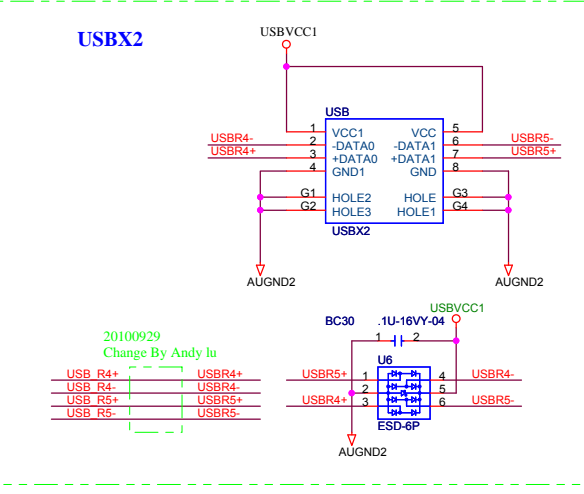 USBX2
USBVCC1
USB
1 VCC1 VCC 5
USBR4- 2 -DATA0 -DATA1 6 USBR5-
USBR4+ 3 +DATA0 +DATA1 7 USBR5+
4 GND1 GND 8
G1 HOLE2 HOLE G3
G2 HOLE3 HOLE1 G4
USBX2
AUGND2 AUGND2
USBVCC1
BC30 .1U-16VY-04
1 2
20100929
Change By Andy lu
U6
USB_R4+ USBR4+
USB_R4- USBR4-
USB_R5+ USBR5+
USB_R5- USBR5-
USBR5+ 1 4 USBR4-
2 5
USBR4+ 3 6 USBR5-
ESD-6P
AUGND2